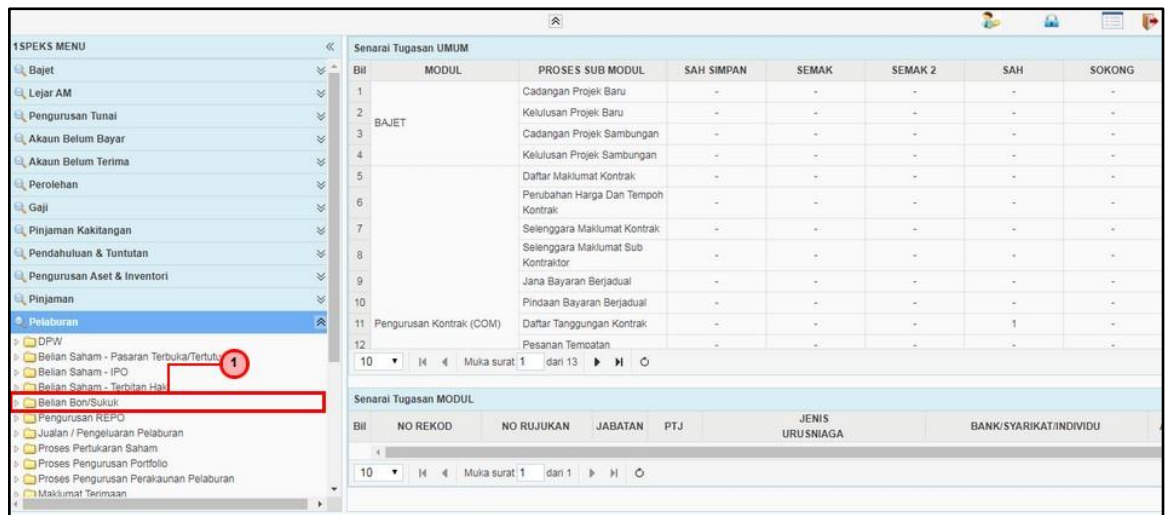 1SPEKS MENU
Bajet
Lejar AM
Pengurusan Tunai
Akaun Belum Bayar
Akaun Belum Terima
Perolehan
Gaji
Pinjaman Kakitangan
Pendahuluan & Tuntutan
Pengurusan Aset & Inventori
Pinjaman
Pelaburan
DPW
Belian Saham - Pasaran Terbuka/Tertutup
1
Belian Saham - IPO
Belian Saham - Terbitan Hak
Belian Bon/Sukuk
Pengurusan REPO
Jualan / Pengeluaran Pelaburan
Proses Pertukaran Saham
Proses Pengurusan Portfolio
Proses Pengurusan Perakaunan Pelaburan
Maklumat Terimaan
Senarai Tugasan UMUM
Bil MODUL PROSES SUB MODUL SAH SIMPAN SEMAK SEMAK 2 SAH SOKONG
1 Cadangan Projek Baru - - - - -
2 Kelulusan Projek Baru - - - - -
BAJET
3 Cadangan Projek Sambungan - - - - -
4 Kelulusan Projek Sambungan - - - - -
5 Daftar Maklumat Kontrak - - - - -
6 Perubahan Harga Dan Tempoh
Kontrak - - - - -
7 Selenggara Maklumat Kontrak - - - - -
8 Selenggara Maklumat Sub
Kontraktor - - - - -
9 Jana Bayaran Berjadual - - - - -
10 Pindaan Bayaran Berjadual - - - - -
11 Pengurusan Kontrak (COM) Daftar Tanggungan Kontrak - - - 1 -
12 Pesanan Tempatan - - - - -
10 Muka surat 1 dari 13
Senarai Tugasan MODUL
Bil NO REKOD NO RUJUKAN JABATAN PTJ JENIS
URUSNIAGA BANK/SYARIKAT/INDIVIDU
10 Muka surat 1 dari 1